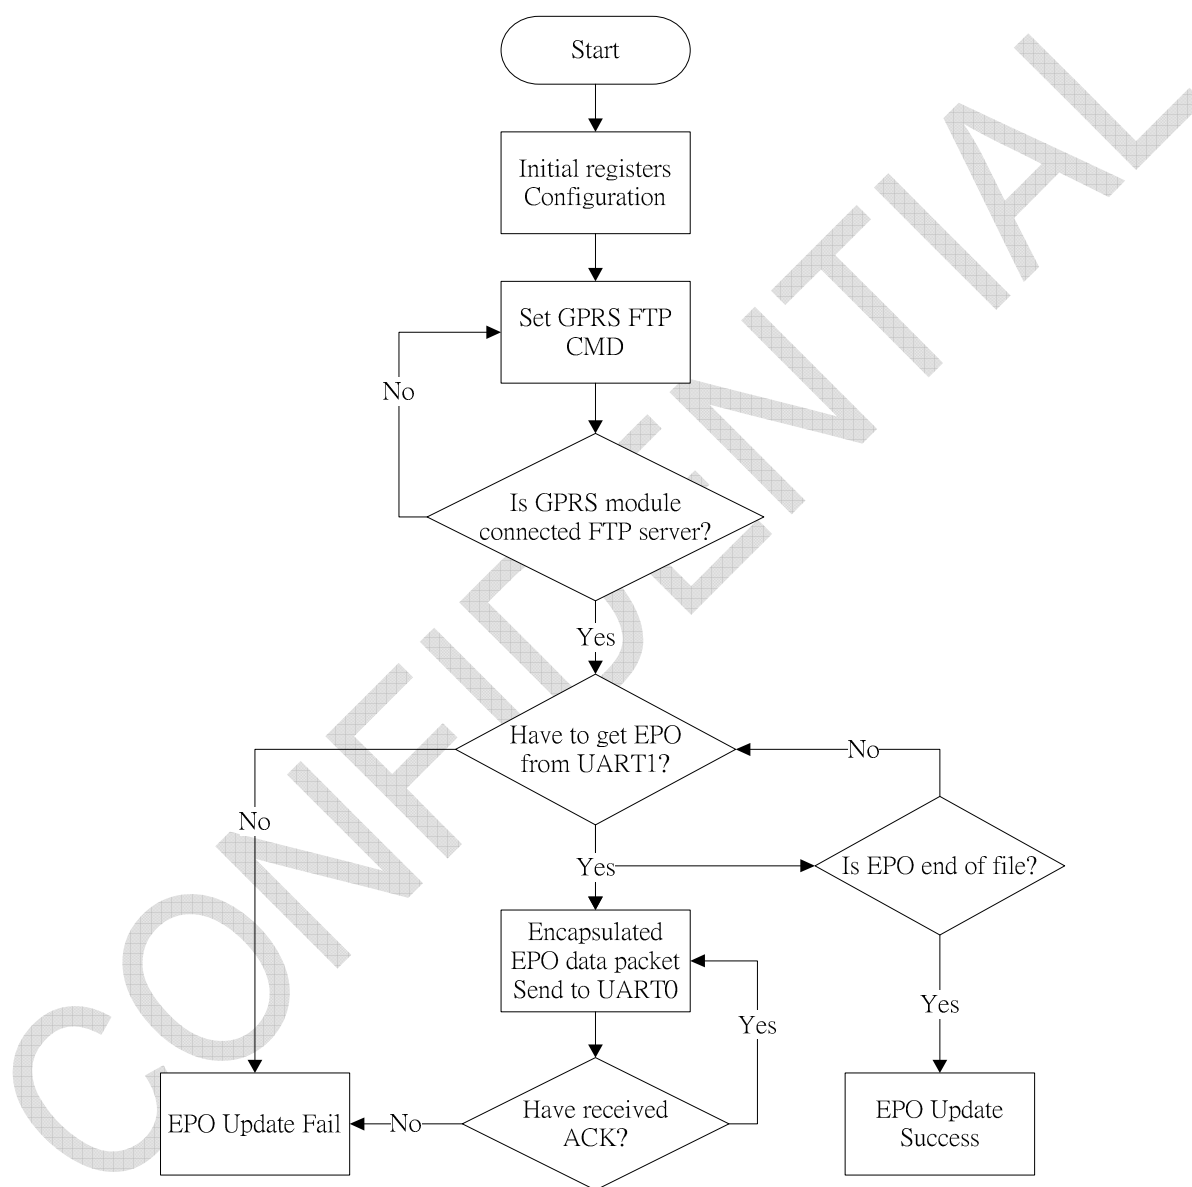 Start
Initial registers
Configuration
Set GPRS FTP
CMD
No
Is GPRS module
connected FTP server?
Yes
Have to get EPO
from UART1?
No
No
Yes
Is EPO end of file?
Encapsulated
EPO data packet
Send to UART0
Yes
Yes
Have received
ACK?
No
EPO Update Fail
EPO Update
Success
CONFIDENTIAL